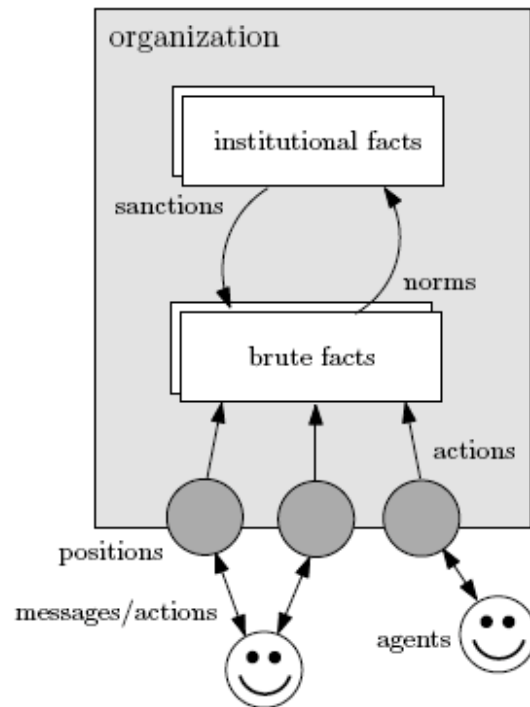 organization
institutional facts
sanctions
norms
brute facts
actions
positions
messages/actions
agents